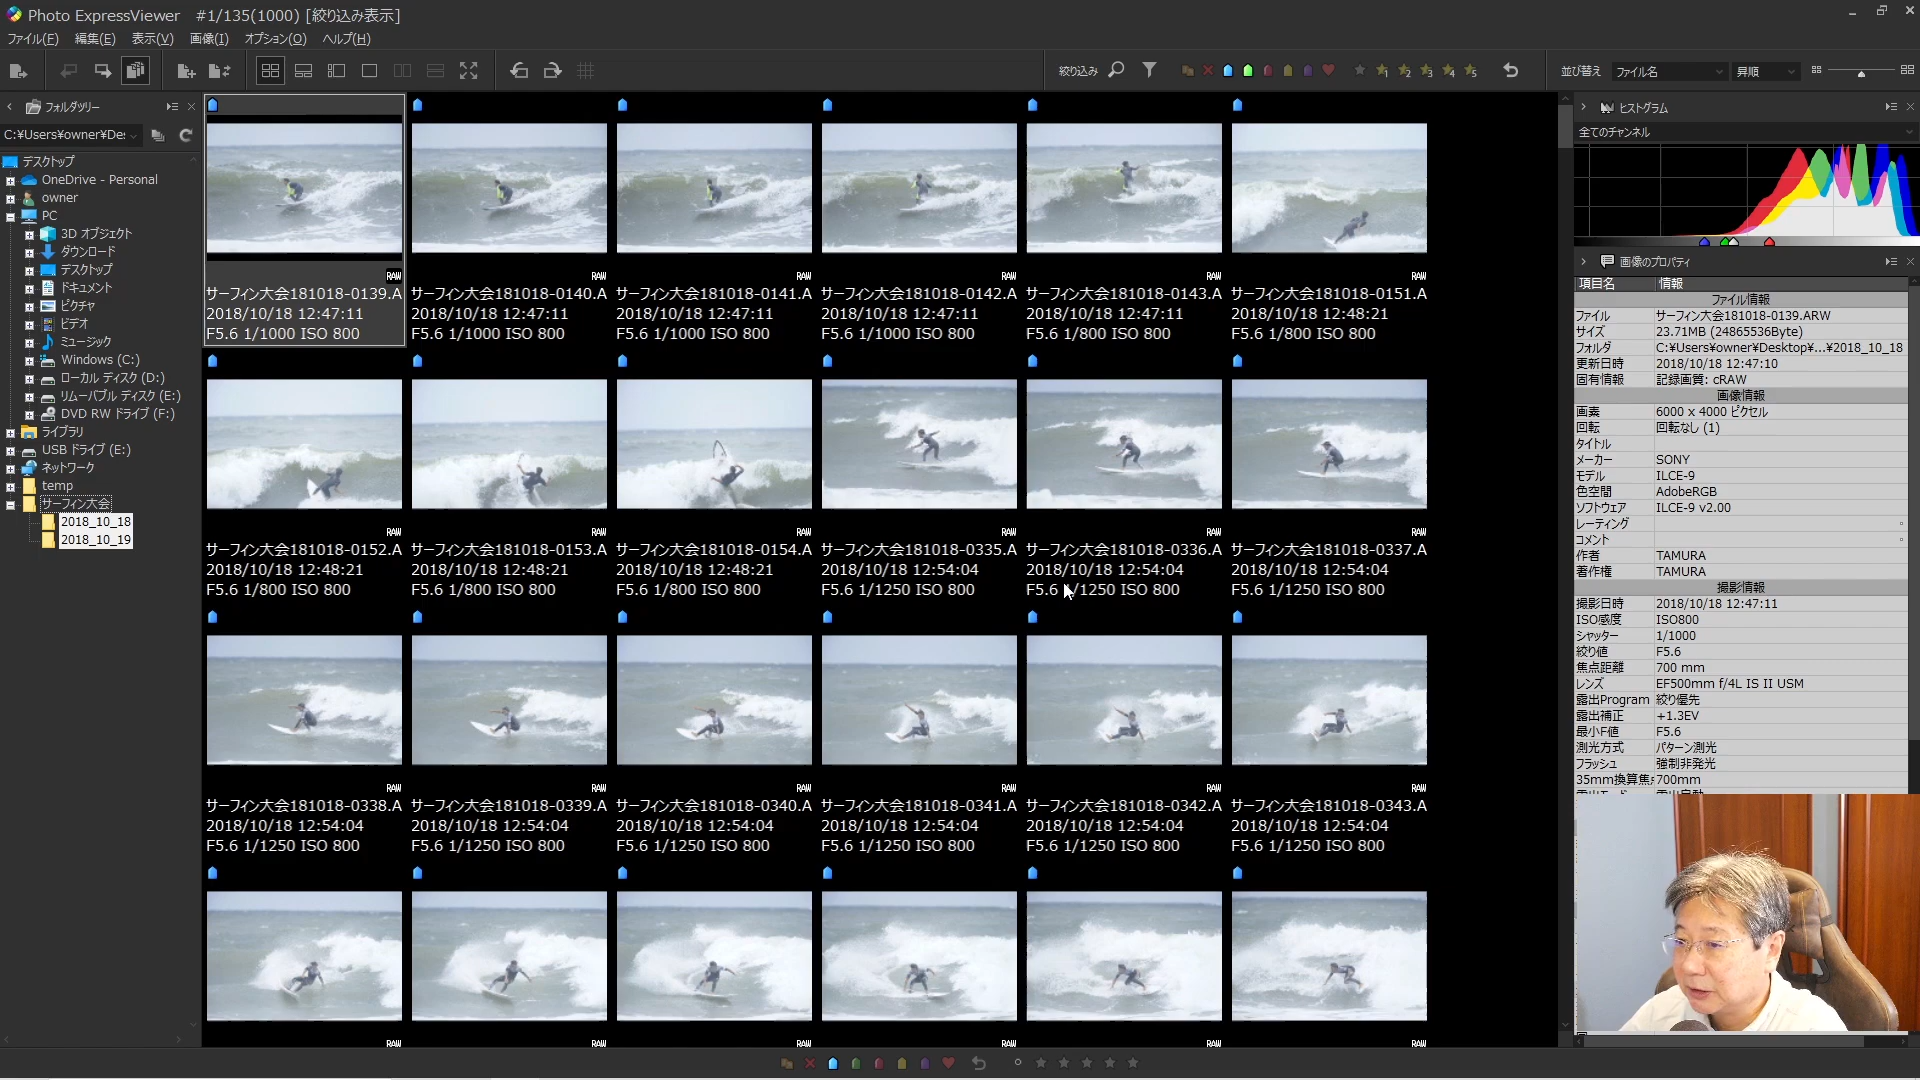 Photo ExpressViewer #1/135(1000) [絞り込み表示]
ファイル(F) 編集(E) 表示(V) 画像(I) オプション(O) ヘルプ(H)
絞り込み
並び替え ファイル名 昇順
フォルダツリー
C:¥Users¥owner¥De:
デスクトップ
OneDrive - Personal
owner
PC
3D オブジェクト
ダウンロード
デスクトップ
ドキュメント
ピクチャ
ビデオ
ミュージック
Windows (C:)
ローカル ディスク (D:)
リムーバブル ディスク (E:)
DVD RW ドライブ (F:)
ライブラリ
USB ドライブ (E:)
ネットワーク
temp
サーフィン大会
2018_10_18
2018_10_19
RAW RAW RAW RAW RAW RAW
サーフィン大会181018-0139.A サーフィン大会181018-0140.A サーフィン大会181018-0141.A サーフィン大会181018-0142.A サーフィン大会181018-0143.A サーフィン大会181018-0151.A
2018/10/18 12:47:11 2018/10/18 12:47:11 2018/10/18 12:47:11 2018/10/18 12:47:11 2018/10/18 12:47:11 2018/10/18 12:48:21
F5.6 1/1000 ISO 800 F5.6 1/1000 ISO 800 F5.6 1/1000 ISO 800 F5.6 1/1000 ISO 800 F5.6 1/800 ISO 800 F5.6 1/800 ISO 800
RAW RAW RAW RAW RAW RAW
サーフィン大会181018-0152.A サーフィン大会181018-0153.A サーフィン大会181018-0154.A サーフィン大会181018-0335.A サーフィン大会181018-0336.A サーフィン大会181018-0337.A
2018/10/18 12:48:21 2018/10/18 12:48:21 2018/10/18 12:48:21 2018/10/18 12:54:04 2018/10/18 12:54:04 2018/10/18 12:54:04
F5.6 1/800 ISO 800 F5.6 1/800 ISO 800 F5.6 1/800 ISO 800 F5.6 1/1250 ISO 800 F5.6 1/1250 ISO 800 F5.6 1/1250 ISO 800
RAW RAW RAW RAW RAW RAW
サーフィン大会181018-0338.A サーフィン大会181018-0339.A サーフィン大会181018-0340.A サーフィン大会181018-0341.A サーフィン大会181018-0342.A サーフィン大会181018-0343.A
2018/10/18 12:54:04 2018/10/18 12:54:04 2018/10/18 12:54:04 2018/10/18 12:54:04 2018/10/18 12:54:04 2018/10/18 12:54:04
F5.6 1/1250 ISO 800 F5.6 1/1250 ISO 800 F5.6 1/1250 ISO 800 F5.6 1/1250 ISO 800 F5.6 1/1250 ISO 800 F5.6 1/1250 ISO 800
RAW RAW RAW RAW RAW RAW
ヒストグラム
全てのチャンネル
画像のプロパティ
項目名 情報
ファイル情報
ファイル サーフィン大会181018-0139.ARW
サイズ 23.71MB (24865536Byte)
フォルダ C:¥Users¥owner¥Desktop¥...¥2018_10_18
更新日時 2018/10/18 12:47:10
固有情報 記録画質: cRAW
画像情報
画素 6000 x 4000 ピクセル
回転 回転なし (1)
タイトル
メーカー SONY
モデル ILCE-9
色空間 AdobeRGB
ソフトウェア ILCE-9 v2.00
レーティング
コメント
作者 TAMURA
著作権 TAMURA
撮影情報
撮影日時 2018/10/18 12:47:11
ISO感度 ISO800
シャッター 1/1000
絞り値 F5.6
焦点距離 700 mm
レンズ EF500mm f/4L IS II USM
露出Program 絞り優先
露出補正 +1.3EV
最小F値 F5.6
測光方式 パターン測光
フラッシュ 強制非発光
35mm換算焦 700mm